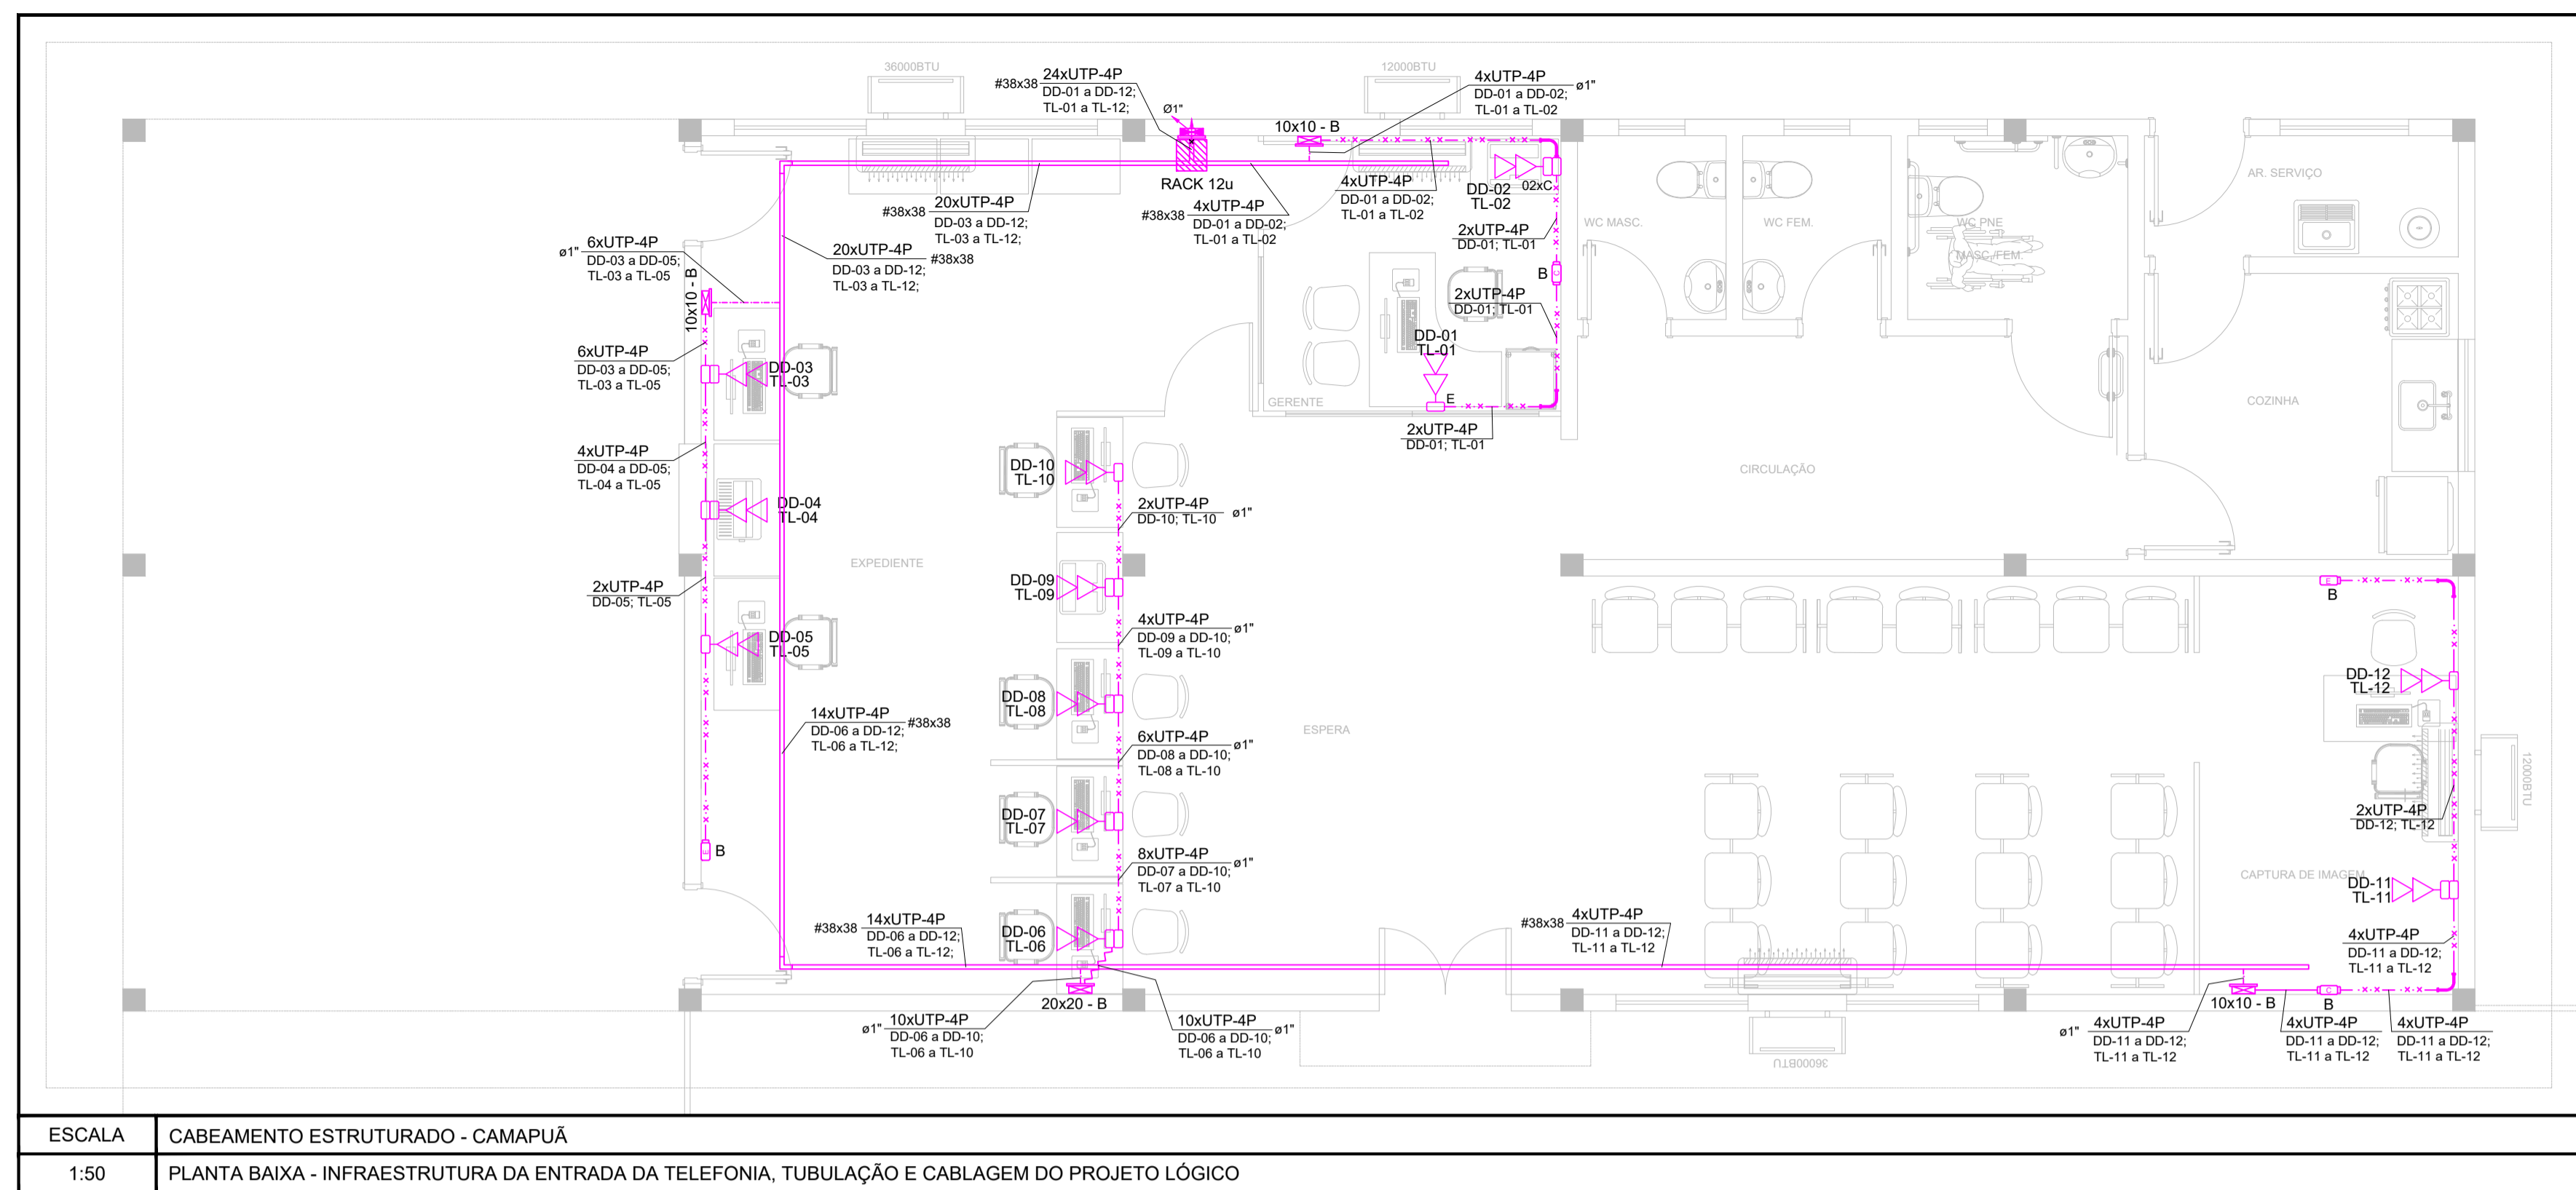 36000BTU
12000BTU
24xUTP-4P
#38x38
DD-01 a DD-12;
TL-01 a TL-12;
Ø1"
4xUTP-4P
ø1"
DD-01 a DD-02;
TL-01 a TL-02
10x10 - B
RACK 12u
4xUTP-4P
DD-01 a DD-02;
TL-01 a TL-02
DD-02
TL-02
02xC
20xUTP-4P
#38x38
DD-03 a DD-12;
TL-03 a TL-12;
#38x38
4xUTP-4P
DD-01 a DD-02;
TL-01 a TL-02
WC MASC.
WC FEM.
WC PNE
MASC./FEM.
AR. SERVIÇO
2xUTP-4P
DD-01; TL-01
B
C
6xUTP-4P
ø1"
DD-03 a DD-05;
TL-03 a TL-05
20xUTP-4P
#38x38
DD-03 a DD-12;
TL-03 a TL-12;
10x10 - B
2xUTP-4P
DD-01; TL-01
DD-01
TL-01
E
6xUTP-4P
DD-03 a DD-05;
TL-03 a TL-05
DD-03
TL-03
GERENTE
COZINHA
2xUTP-4P
DD-01; TL-01
4xUTP-4P
DD-04 a DD-05;
TL-04 a TL-05
DD-10
TL-10
CIRCULAÇÃO
DD-04
TL-04
2xUTP-4P
DD-10; TL-10
ø1"
EXPEDIENTE
2xUTP-4P
DD-05; TL-05
DD-09
TL-09
E
B
4xUTP-4P
ø1"
DD-09 a DD-10;
TL-09 a TL-10
DD-05
TL-05
DD-08
TL-08
DD-12
TL-12
14xUTP-4P
#38x38
DD-06 a DD-12;
TL-06 a TL-12;
ESPERA
6xUTP-4P
ø1"
DD-08 a DD-10;
TL-08 a TL-10
12000BTU
DD-07
TL-07
2xUTP-4P
DD-12; TL-12
E
B
8xUTP-4P
ø1"
DD-07 a DD-10;
TL-07 a TL-10
CAPTURA DE IMAGEM
DD-11
TL-11
14xUTP-4P
#38x38
DD-06 a DD-12;
TL-06 a TL-12;
DD-06
TL-06
4xUTP-4P
#38x38
DD-11 a DD-12;
TL-11 a TL-12
4xUTP-4P
DD-11 a DD-12;
TL-11 a TL-12
20x20 - B
10x10 - B
C
B
10xUTP-4P
ø1"
DD-06 a DD-10;
TL-06 a TL-10
10xUTP-4P
ø1"
DD-06 a DD-10;
TL-06 a TL-10
36000BTU
ø1"
4xUTP-4P
DD-11 a DD-12;
TL-11 a TL-12
4xUTP-4P
DD-11 a DD-12;
TL-11 a TL-12
4xUTP-4P
DD-11 a DD-12;
TL-11 a TL-12
ESCALA
CABEAMENTO ESTRUTURADO - CAMAPUÃ
1:50
PLANTA BAIXA - INFRAESTRUTURA DA ENTRADA DA TELEFONIA, TUBULAÇÃO E CABLAGEM DO PROJETO LÓGICO